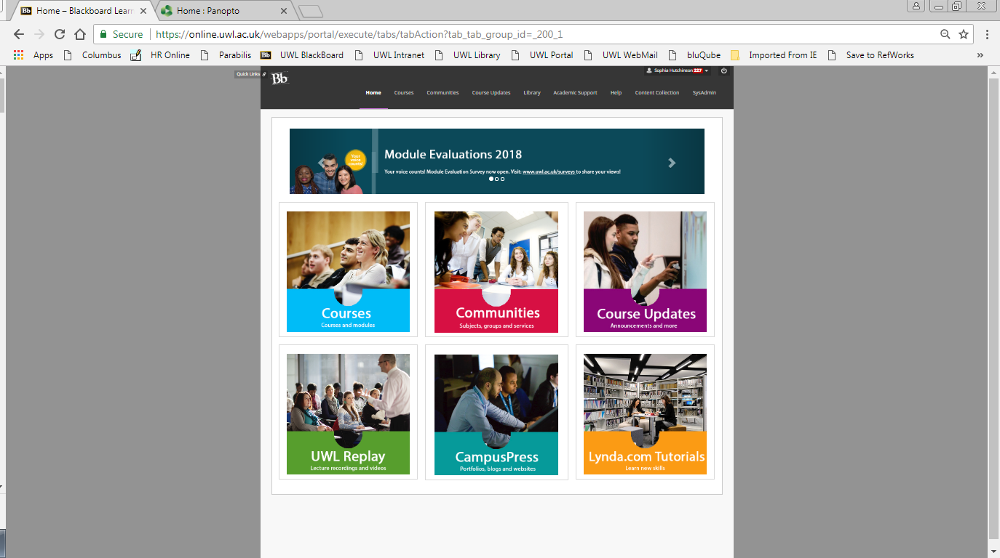 Bb Home – Blackboard Learn
Home : Panopto
Secure https://online.uwl.ac.uk/webapps/portal/execute/tabs/tabAction?tab_tab_group_id=_200_1
Apps Columbus HR Online Parabilis Bb UWL BlackBoard UWL Intranet UWL Library UWL Portal UWL WebMail bluQube Imported From IE Save to RefWorks »
Quick Links
Bb
Sophia Hutchinson 227
Home Courses Communities Course Updates Library Academic Support Help Content Collection SysAdmin
Your
voice
counts!
Module Evaluations 2018
Your voice counts! Module Evaluation Survey now open. Visit: www.uwl.ac.uk/surveys to share your views!
Courses
Courses and modules
Communities
Subjects, groups and services
Course Updates
Announcements and more
UWL Replay
Lecture recordings and videos
CampusPress
Portfolios, blogs and websites
Lynda.com Tutorials
Learn new skills